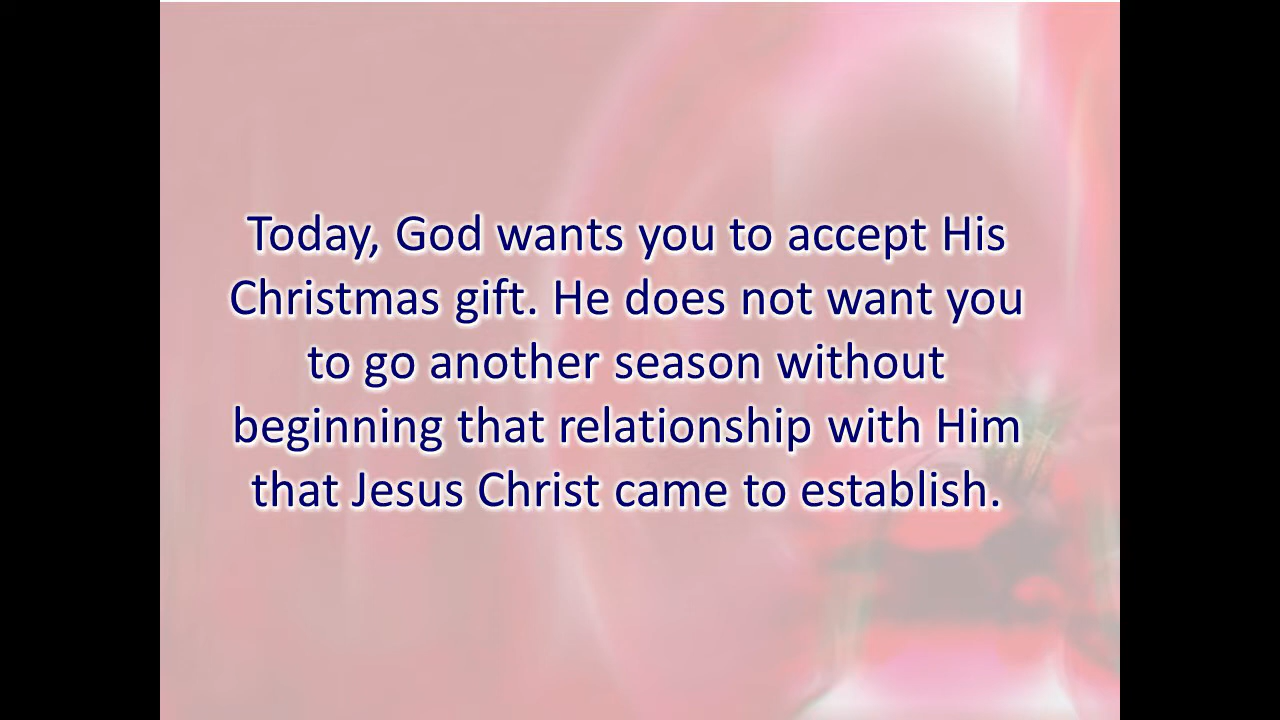 Today, God wants you to accept His
Christmas gift. He does not want you
to go another season without
beginning that relationship with Him
that Jesus Christ came to establish.